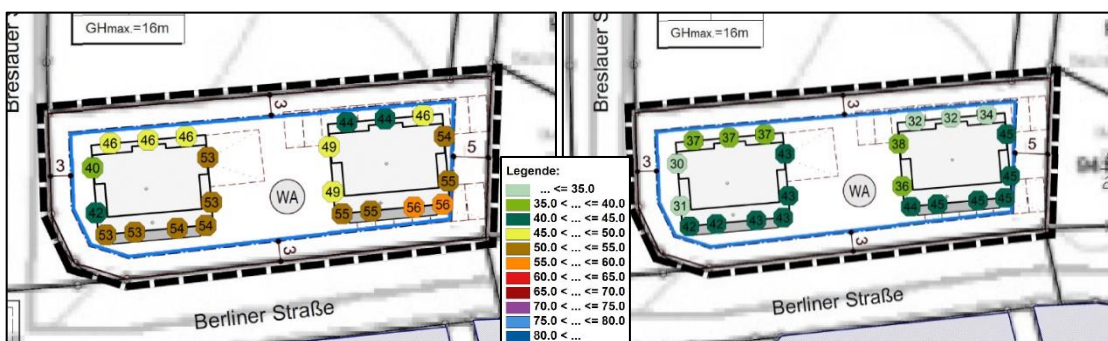 GHmax.=16m
Breslauer S
46 46 46
40
53
42
53
53 53 54 54
44 44 46
49
54
49
55
55 55 56 56
3
3
3
5
WA
Berliner Straße
Legende:
... <= 35.0
35.0 < ... <= 40.0
40.0 < ... <= 45.0
45.0 < ... <= 50.0
50.0 < ... <= 55.0
55.0 < ... <= 60.0
60.0 < ... <= 65.0
65.0 < ... <= 70.0
70.0 < ... <= 75.0
75.0 < ... <= 80.0
80.0 < ...
GHmax.=16m
Breslauer S
37 37 37
30
43
31
43
42 42 43 43
32 32 34
38
45
36
44 45 45 45
3
3
3
5
WA
Berliner Straße